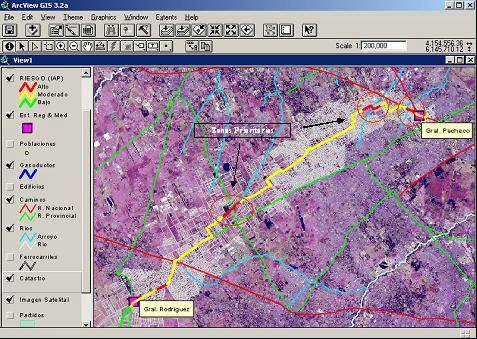 ArcView GIS 3.2a
File Edit View Theme Graphics Window Extents Help
Scale 1: 200,000
4,154,556.36
6,145,710.12
View1
RIESGO (IAP)
Alto
Moderado
Bajo
Est. Reg & Med
Poblaciones
Gasoductos
Edificios
Caminos
R. Nacional
R. Provincial
Rios
Arroyo
Rio
Ferrocarriles
Catastro
Imagen Satelital
Partidos
Zonas Prioritarias
Gral. Pacheco
Gral. Rodriguez